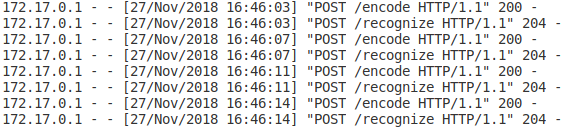 172.17.0.1 - - [27/Nov/2018 16:46:03] "POST /encode HTTP/1.1" 200 -
172.17.0.1 - - [27/Nov/2018 16:46:03] "POST /recognize HTTP/1.1" 204 -
172.17.0.1 - - [27/Nov/2018 16:46:07] "POST /encode HTTP/1.1" 200 -
172.17.0.1 - - [27/Nov/2018 16:46:07] "POST /recognize HTTP/1.1" 204 -
172.17.0.1 - - [27/Nov/2018 16:46:11] "POST /encode HTTP/1.1" 200 -
172.17.0.1 - - [27/Nov/2018 16:46:11] "POST /recognize HTTP/1.1" 204 -
172.17.0.1 - - [27/Nov/2018 16:46:14] "POST /encode HTTP/1.1" 200 -
172.17.0.1 - - [27/Nov/2018 16:46:14] "POST /recognize HTTP/1.1" 204 -